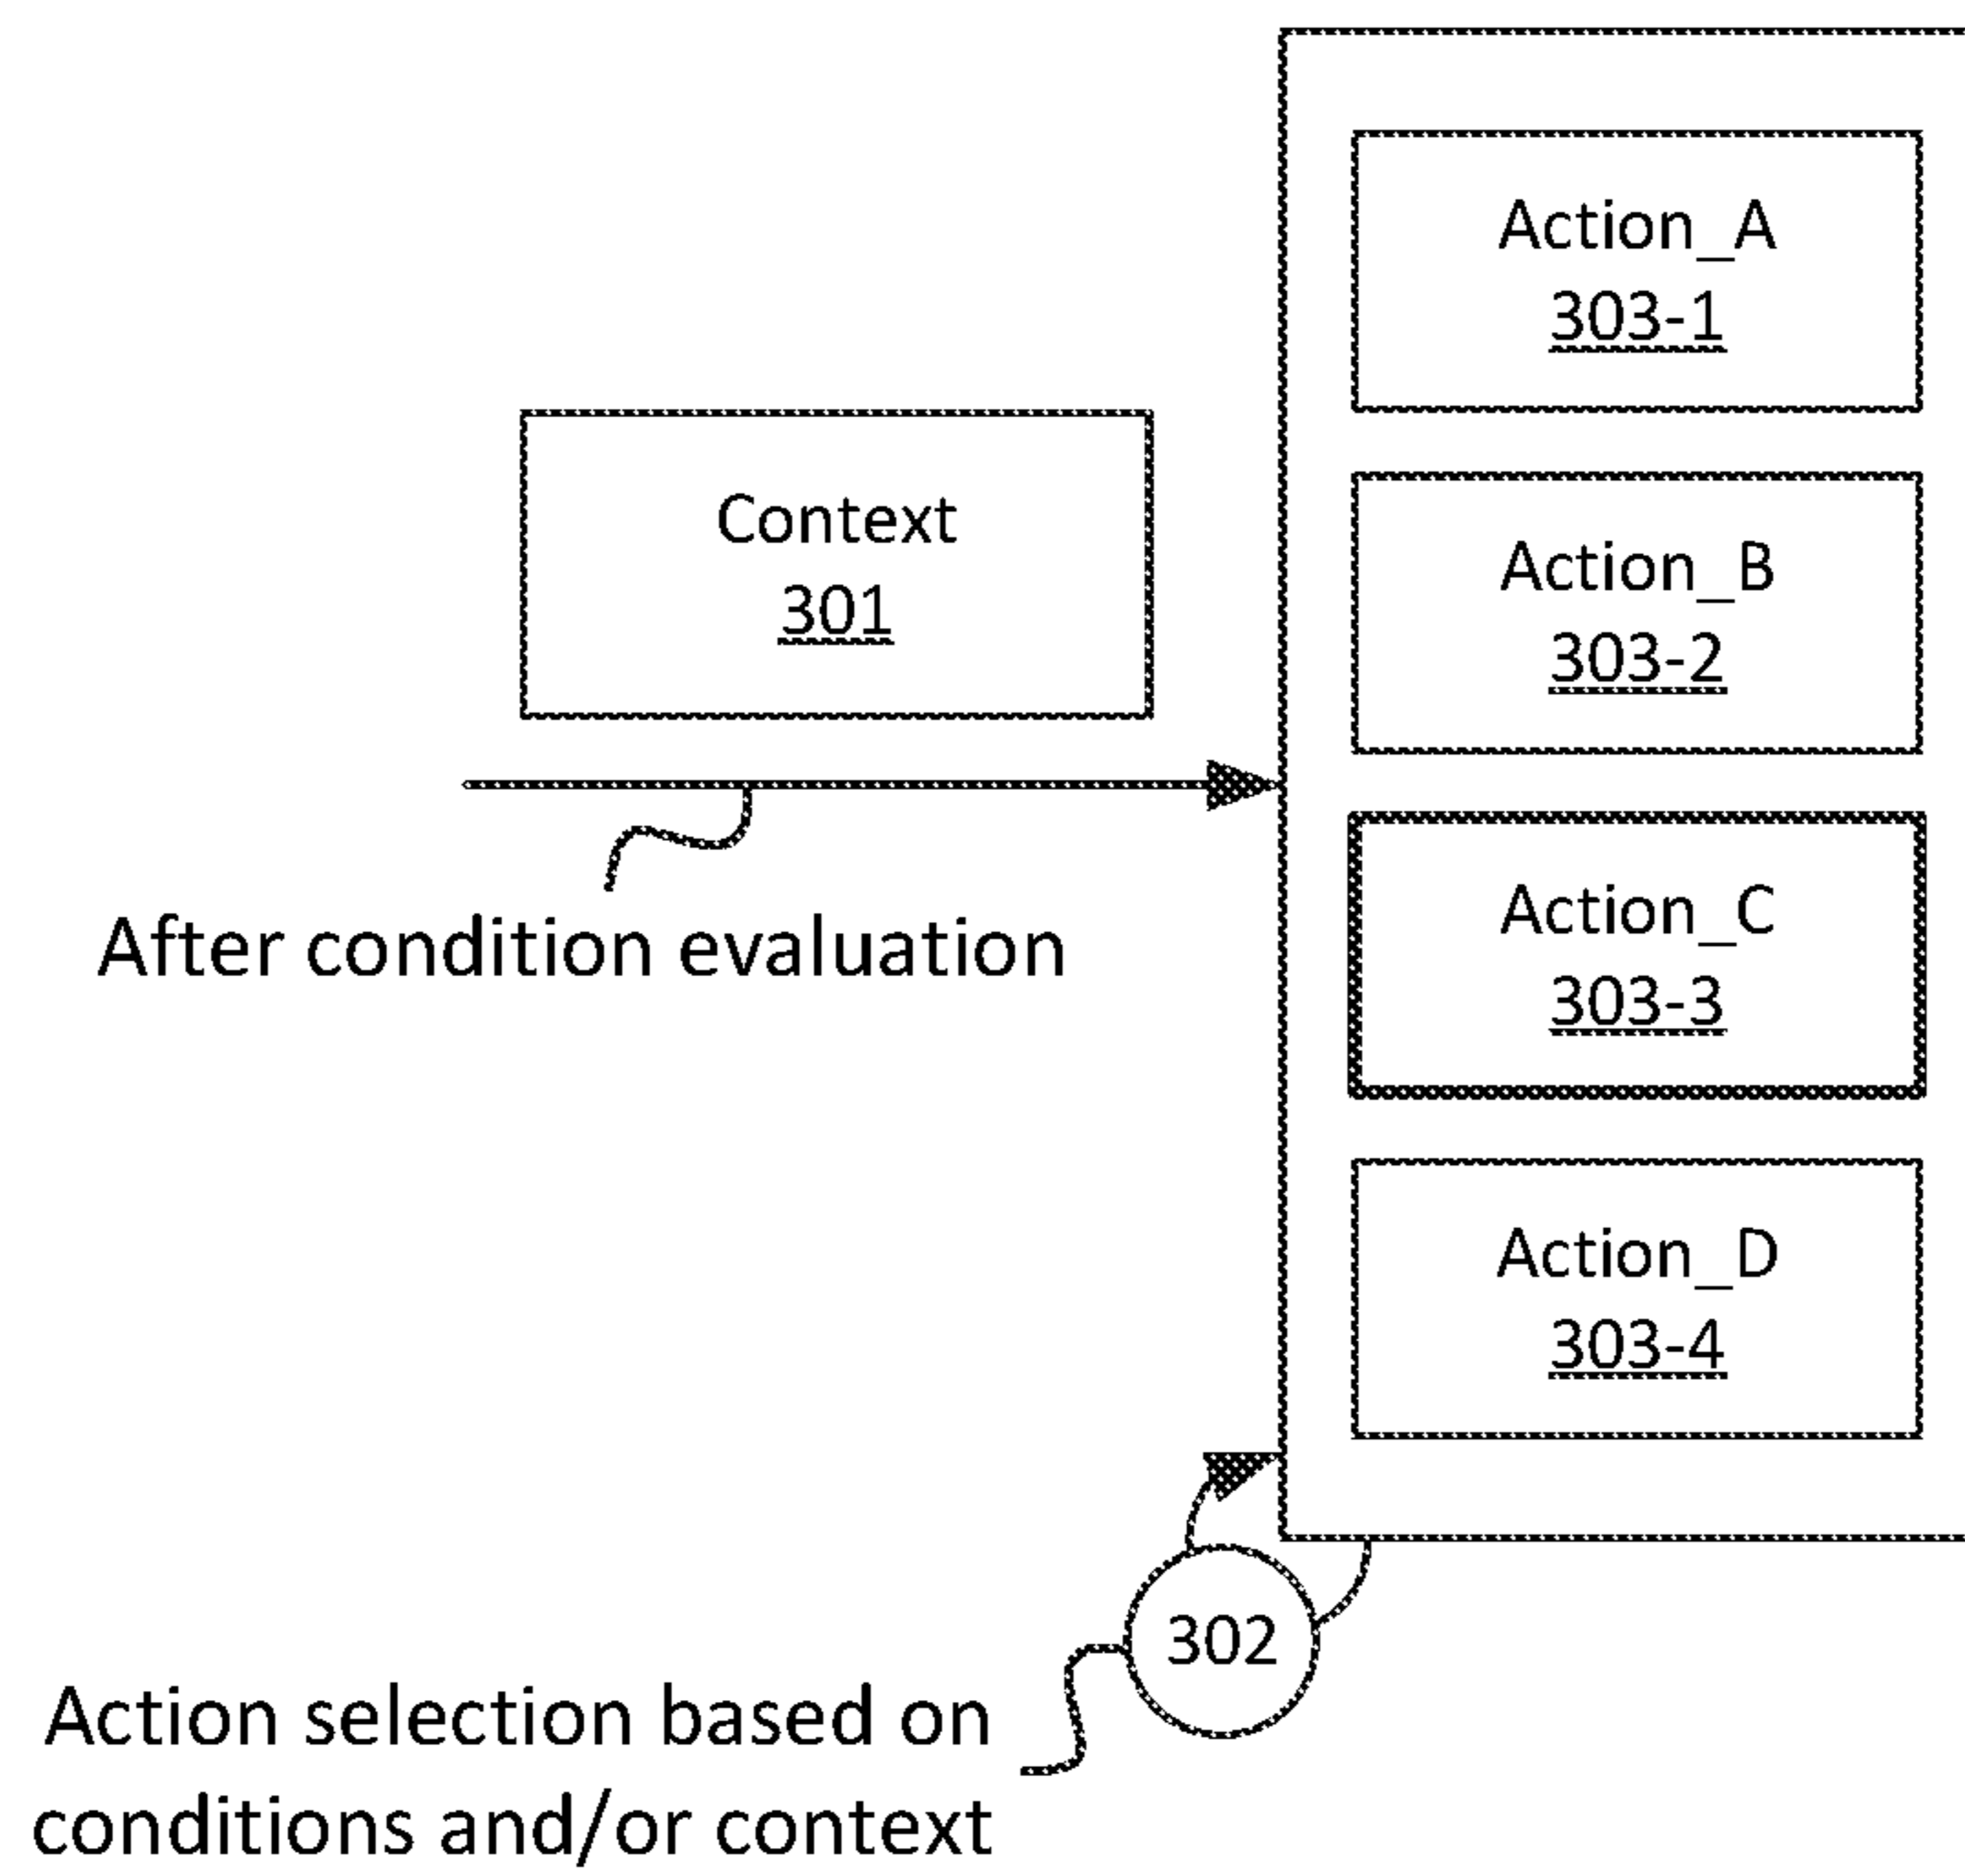 Context
301
After condition evaluation
Action_A
303-1
Action_B
303-2
Action_C
303-3
Action_D
303-4
302
Action selection based on
conditions and/or context